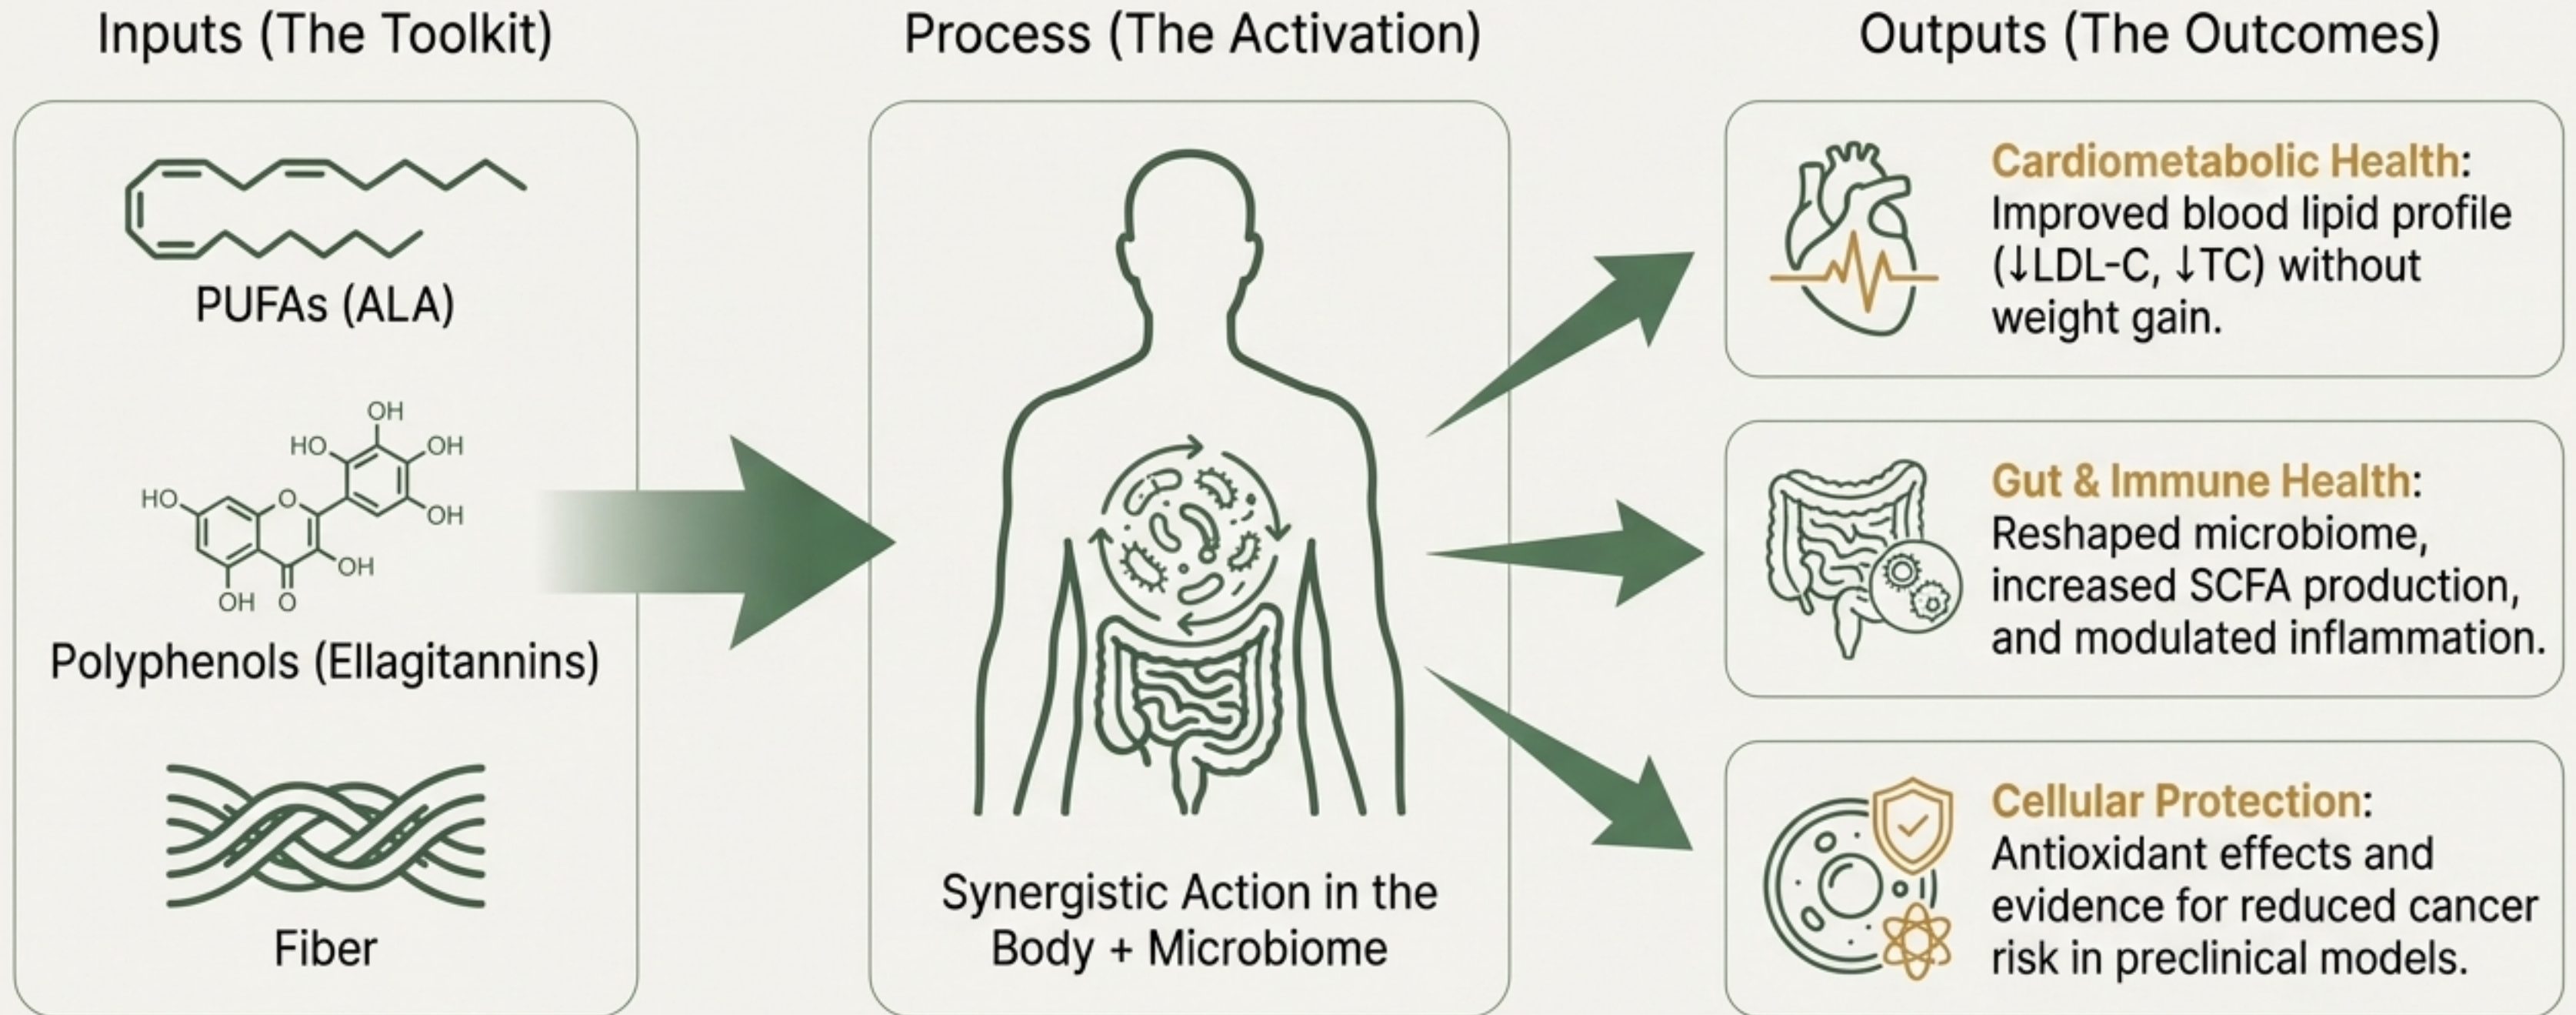 Inputs (The Toolkit)
PUFAs (ALA)
OH
HO
OH
HO
O
OH
OH
OH
O
Polyphenols (Ellagitannins)
Fiber
Process (The Activation)
Synergistic Action in the
Body + Microbiome
Outputs (The Outcomes)
Cardiometabolic Health:
Improved blood lipid profile
(↓LDL-C, ↓TC) without
weight gain.
Gut & Immune Health:
Reshaped microbiome,
increased SCFA production,
and modulated inflammation.
Cellular Protection:
Antioxidant effects and
evidence for reduced cancer
risk in preclinical models.